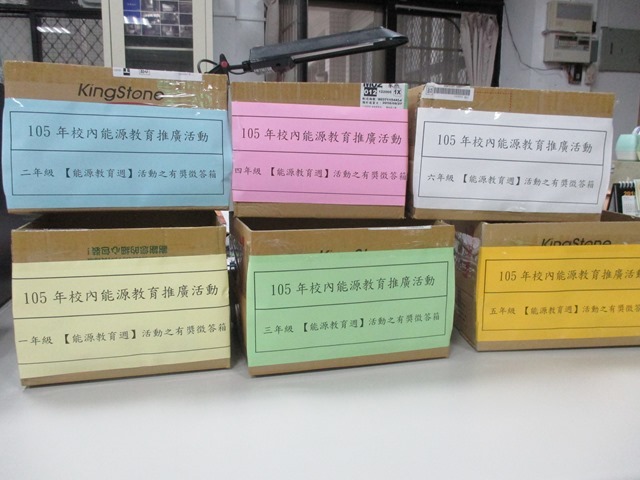 KingStone
105 年校內能源教育推廣活動
二年級 【能源教育週】活動之有獎徵答箱
012
1X
105 年校內能源教育推廣活動
四年級 【能源教育週】活動之有獎徵答箱
105 年校內能源教育推廣活動
六年級 【能源教育週】活動之有獎徵答箱
105 年校內能源教育推廣活動
一年級 【能源教育週】活動之有獎徵答箱
KingStone
105 年校內能源教育推廣活動
三年級 【能源教育週】活動之有獎徵答箱
KingStone
105 年校內能源教育推廣活動
五年級 【能源教育週】活動之有獎徵答箱